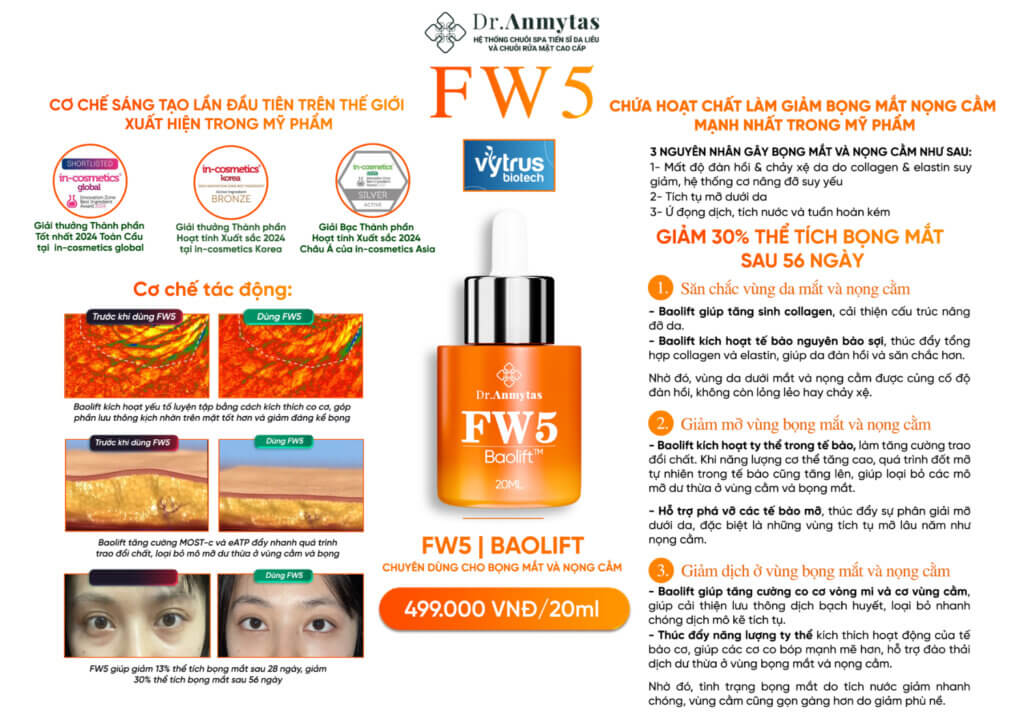 Dr.Anmytas
HỆ THỐNG CHUỖI SPA TIẾN SĨ DA LIỄU
VÀ CHUỖI RỬA MẶT CAO CẤP
FW5
CƠ CHẾ SÁNG TẠO LẦN ĐẦU TIÊN TRÊN THẾ GIỚI
XUẤT HIỆN TRONG MỸ PHẨM
SHORTLISTED
in-cosmetics
global
Innovation Zone
Best Ingredient
Award 2024
Giải thưởng Thành phần
Tốt nhất 2024 Toàn Cầu
tại in-cosmetics global
in-cosmetics
korea
BRONZE
Giải thưởng Thành phần
Hoạt tính Xuất sắc 2024
tại in-cosmetics Korea
in-cosmetics
SILVER
ACTIVE
Giải Bạc Thành phần
Hoạt tính Xuất sắc 2024
Châu Á của in-cosmetics Asia
Cơ chế tác động:
Trước khi dùng FW5
Dùng FW5
Baolift kích hoạt yếu tố luyện tập bằng cách kích thích co cơ, góp
phần lưu thông kịch nhờn trên mặt tốt hơn và giảm đáng kể bọng
Trước khi dùng FW5
Dùng FW5
Baolift tăng cường MOST-c và eATP đẩy nhanh quá trình
trao đổi chất, loại bỏ mô mỡ dư thừa ở vùng cằm và bọng
Dùng FW5
FW5 giúp giảm 13% thể tích bọng mắt sau 28 ngày, giảm
30% thể tích bọng mắt sau 56 ngày
vytrus
biotech
Dr.Anmytas
FW5
Baolift™
20ML
FW5 | BAOLIFT
CHUYÊN DÙNG CHO BỌNG MẮT VÀ NỌNG CẰM
499.000 VNĐ/20ml
CHỨA HOẠT CHẤT LÀM GIẢM BỌNG MẮT NỌNG CẰM
MẠNH NHẤT TRONG MỸ PHẨM
3 NGUYÊN NHÂN GÂY BỌNG MẮT VÀ NỌNG CẰM NHƯ SAU:
1- Mất độ đàn hồi & chảy xệ da do collagen & elastin suy
giảm, hệ thống cơ nâng đỡ suy yếu
2- Tích tụ mỡ dưới da
3- Ứ đọng dịch, tích nước và tuần hoàn kém
GIẢM 30% THỂ TÍCH BỌNG MẮT
SAU 56 NGÀY
1. Săn chắc vùng da mắt và nọng cằm
- Baolift giúp tăng sinh collagen, cải thiện cấu trúc nâng
đỡ da.
- Baolift kích hoạt tế bào nguyên bào sợi, thúc đẩy tổng
hợp collagen và elastin, giúp da đàn hồi và săn chắc hơn.
Nhờ đó, vùng da dưới mắt và nọng cằm được củng cố độ
đàn hồi, không còn lỏng lẻo hay chảy xệ.
2. Giảm mỡ vùng bọng mắt và nọng cằm
- Baolift kích hoạt ty thể trong tế bào, làm tăng cường trao
đổi chất. Khi năng lượng cơ thể tăng cao, quá trình đốt mỡ
tự nhiên trong tế bào cũng tăng lên, giúp loại bỏ các mô
mỡ dư thừa ở vùng cằm và bọng mắt.
- Hỗ trợ phá vỡ các tế bào mỡ, thúc đẩy sự phân giải mỡ
dưới da, đặc biệt là những vùng tích tụ mỡ lâu năm như
nọng cằm.
3. Giảm dịch ở vùng bọng mắt và nọng cằm
- Baolift giúp tăng cường co cơ vòng mi và cơ vùng cằm,
giúp cải thiện lưu thông dịch bạch huyết, loại bỏ nhanh
chóng dịch mô kẽ tích tụ.
- Thúc đẩy năng lượng ty thể kích thích hoạt động của tế
bào cơ, giúp các cơ co bóp mạnh mẽ hơn, hỗ trợ đào thải
dịch dư thừa ở vùng bọng mắt và nọng cằm.
Nhờ đó, tình trạng bọng mắt do tích nước giảm nhanh
chóng, vùng cằm cũng gọn gàng hơn do giảm phù nề.